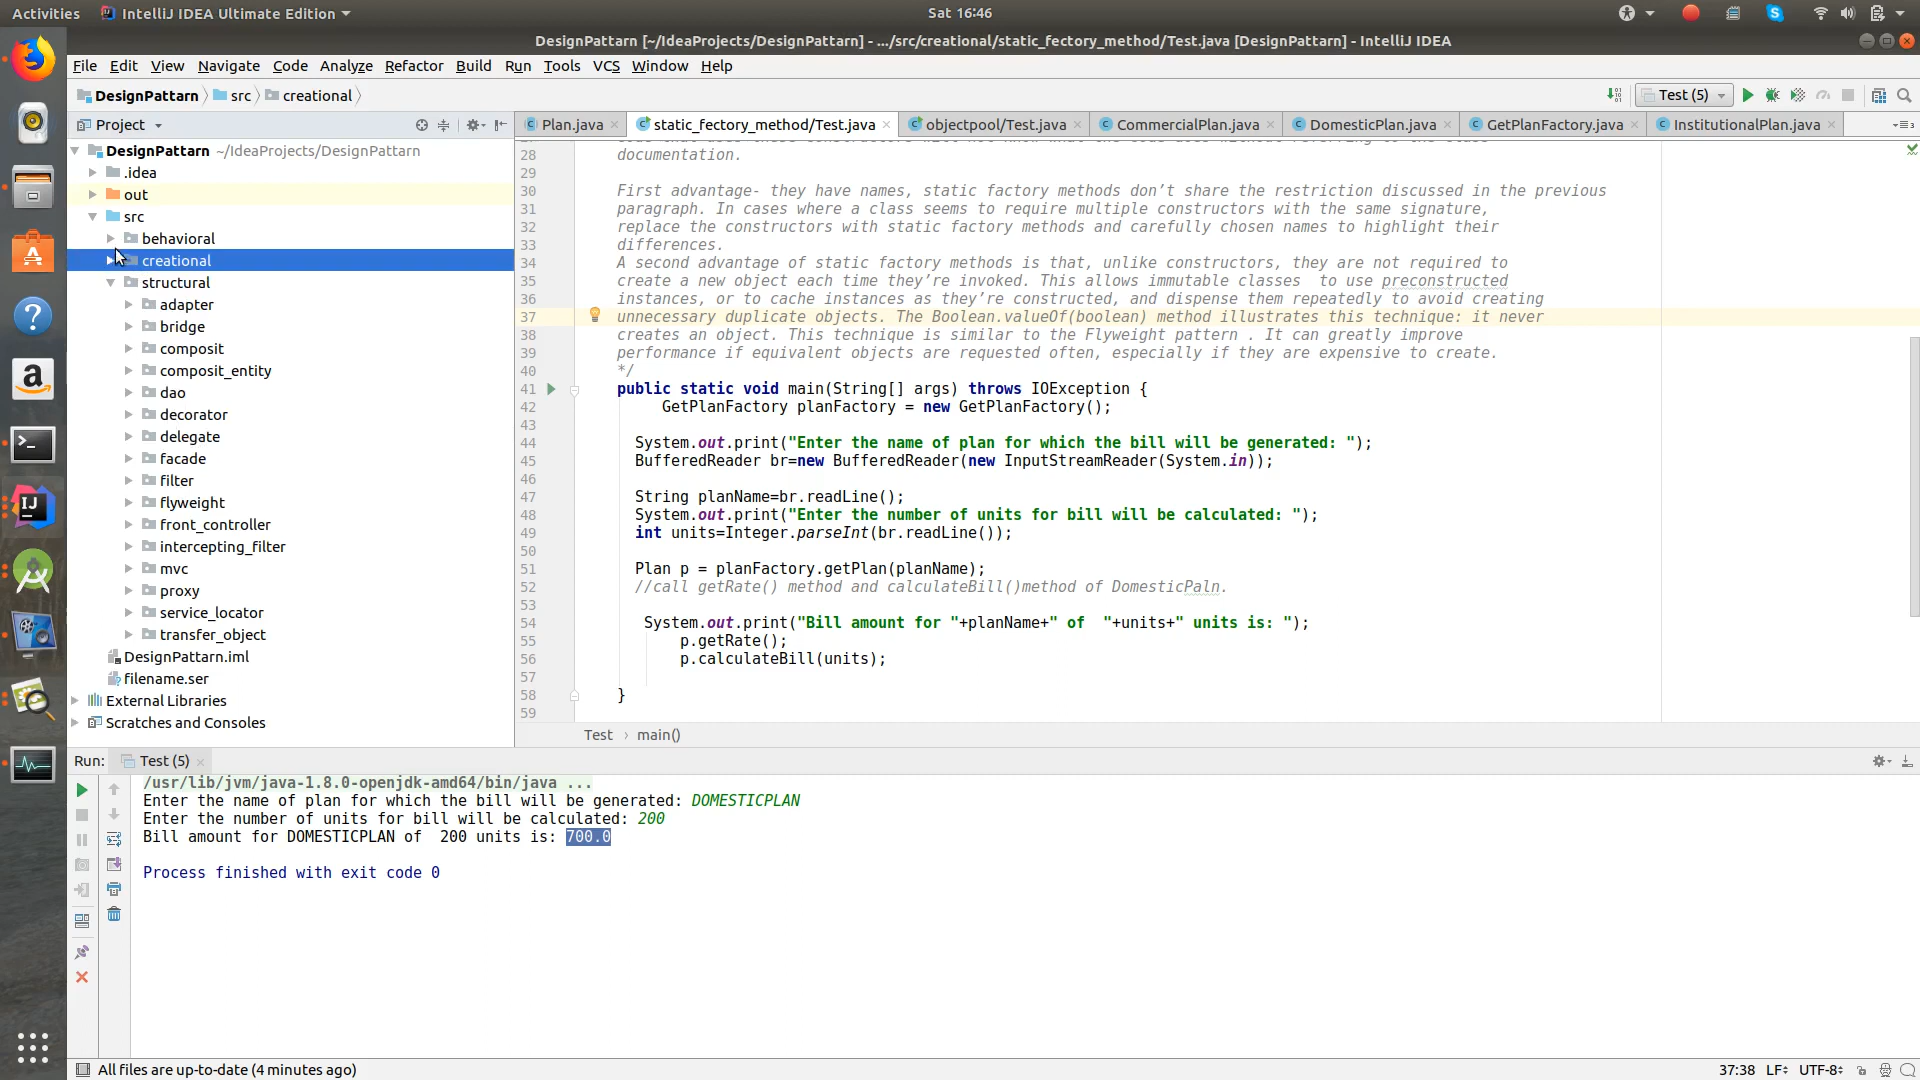 Activities IntelliJ IDEA Ultimate Edition Sat 16:46
DesignPattarn [~/IdeaProjects/DesignPattarn] - .../src/creational/static_fectory_method/Test.java [DesignPattarn] - IntelliJ IDEA
File Edit View Navigate Code Analyze Refactor Build Run Tools VCS Window Help
DesignPattarn src creational Test (5)
Project
Plan.java static_fectory_method/Test.java objectpool/Test.java CommercialPlan.java DomesticPlan.java GetPlanFactory.java InstitutionalPlan.java
DesignPattarn ~/IdeaProjects/DesignPattarn
.idea
out
src
behavioral
creational
structural
adapter
bridge
composit
composit_entity
dao
decorator
delegate
facade
filter
flyweight
front_controller
intercepting_filter
mvc
proxy
service_locator
transfer_object
DesignPattarn.iml
filename.ser
External Libraries
Scratches and Consoles
28 documentation.
29
30 First advantage- they have names, static factory methods don’t share the restriction discussed in the previous
31 paragraph. In cases where a class seems to require multiple constructors with the same signature,
32 replace the constructors with static factory methods and carefully chosen names to highlight their
33 differences.
34 A second advantage of static factory methods is that, unlike constructors, they are not required to
35 create a new object each time they’re invoked. This allows immutable classes  to use preconstructed
36 instances, or to cache instances as they’re constructed, and dispense them repeatedly to avoid creating
37 unnecessary duplicate objects. The Boolean.valueOf(boolean) method illustrates this technique: it never
38 creates an object. This technique is similar to the Flyweight pattern . It can greatly improve
39 performance if equivalent objects are requested often, especially if they are expensive to create.
40 */
41 public static void main(String[] args) throws IOException {
42 GetPlanFactory planFactory = new GetPlanFactory();
43
44 System.out.print("Enter the name of plan for which the bill will be generated: ");
45 BufferedReader br=new BufferedReader(new InputStreamReader(System.in));
46
47 String planName=br.readLine();
48 System.out.print("Enter the number of units for bill will be calculated: ");
49 int units=Integer.parseInt(br.readLine());
50
51 Plan p = planFactory.getPlan(planName);
52 //call getRate() method and calculateBill()method of DomesticPaln.
53
54 System.out.print("Bill amount for "+planName+" of  "+units+" units is: ");
55 p.getRate();
56 p.calculateBill(units);
57
58 }
59
Test › main()
Run: Test (5)
/usr/lib/jvm/java-1.8.0-openjdk-amd64/bin/java ...
Enter the name of plan for which the bill will be generated: DOMESTICPLAN
Enter the number of units for bill will be calculated: 200
Bill amount for DOMESTICPLAN of  200 units is: 700.0
Process finished with exit code 0
All files are up-to-date (4 minutes ago) 37:38 LF UTF-8